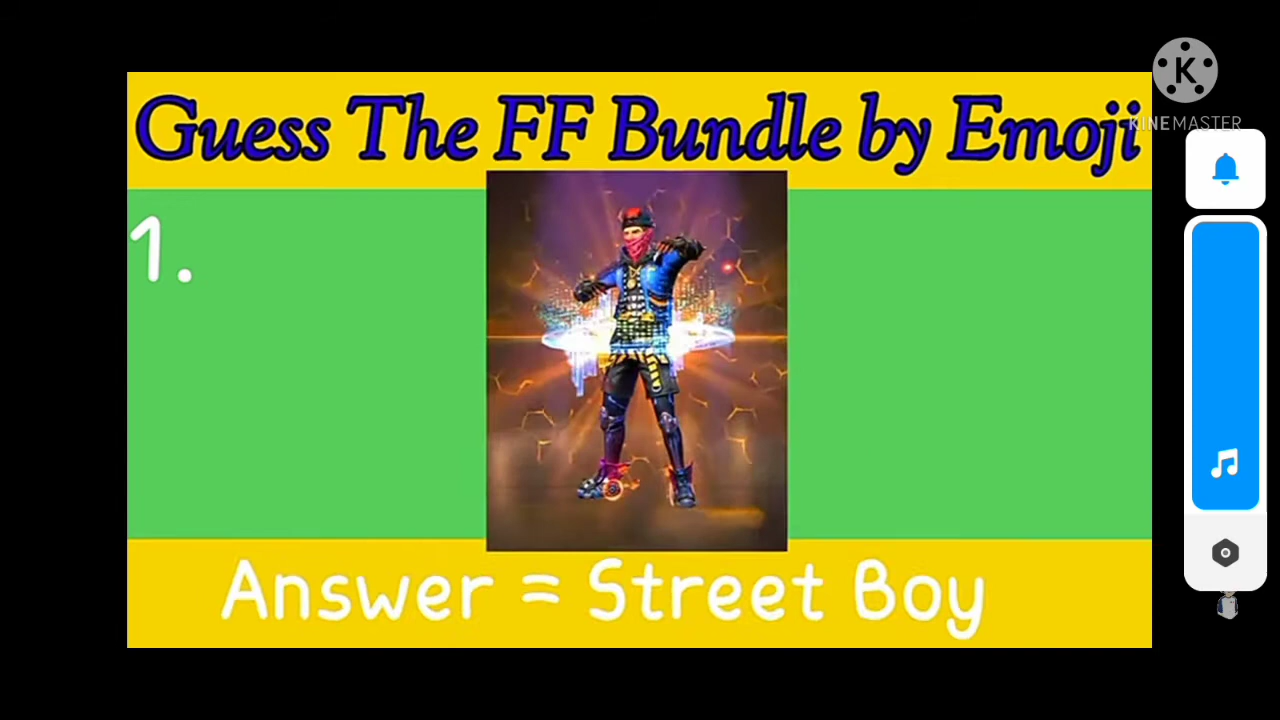 Guess The FF Bundle by Emoji
K
KINEMASTER
1.
Answer = Street Boy